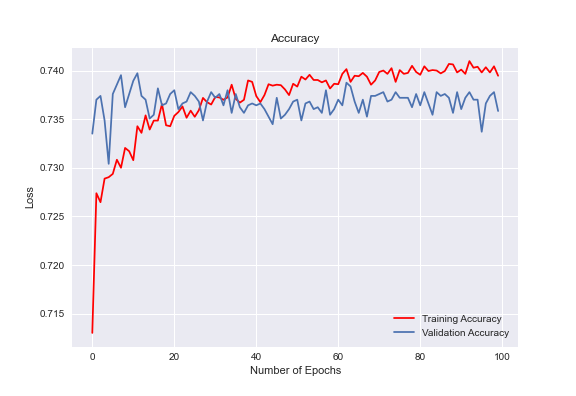 Accuracy
0.740
0.735
0.730
0.725
0.720
0.715
Loss
0 20 40 60 80 100
Number of Epochs
Training Accuracy
Validation Accuracy